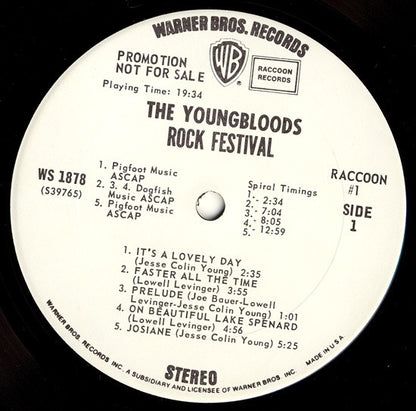 WARNER BROS. RECORDS
WB
®
PROMOTION
NOT FOR SALE
RACCOON
RECORDS
Playing Time: 19:34
THE YOUNGBLOODS
ROCK FESTIVAL
WS 1878
(S39765)
1. Pigfoot Music
ASCAP
2. 3. 4. Dogfish
Music ASCAP
5. Pigfoot Music
ASCAP
Spiral Timings
1.- 2:34
2.- 7:04
3.- 8:05
4.- 
5.- 12:59
RACCOON
#1
SIDE
1
1. IT'S A LOVELY DAY
(Jesse Colin Young) 2:35
2. FASTER ALL THE TIME
(Lowell Levinger) 3:55
3. PRELUDE (Joe Bauer-Lowell
Levinger-Jesse Colin Young) 1:01
4. ON BEAUTIFUL LAKE SPENARD
(Lowell Levinger) 4:56
5. JOSIANE (Jesse Colin Young) 5:25
STEREO
WARNER BROS. RECORDS INC. A SUBSIDIARY AND LICENSEE OF WARNER BROS. INC.
MADE IN U.S.A.